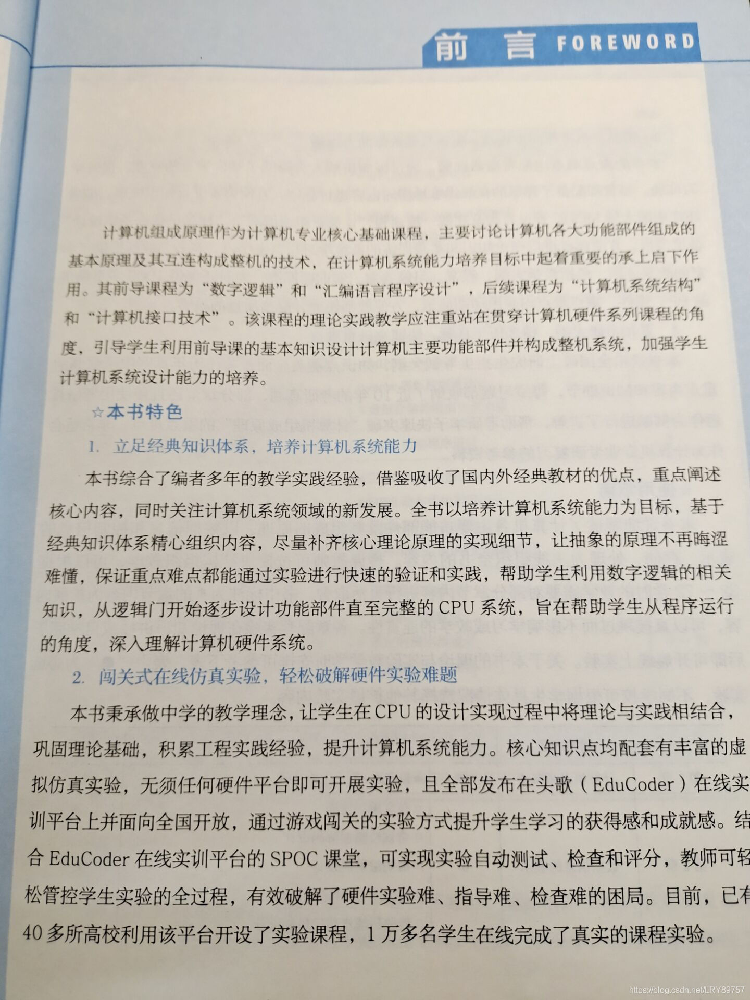 前 言 FOREWORD
计算机组成原理作为计算机专业核心基础课程，主要讨论计算机各大功能部件组成的
基本原理及其互连构成整机的技术，在计算机系统能力培养目标中起着重要的承上启下作
用。其前导课程为“数字逻辑”和“汇编语言程序设计”，后续课程为“计算机系统结构”
和“计算机接口技术”。该课程的理论实践教学应注重站在贯穿计算机硬件系列课程的角
度，引导学生利用前导课的基本知识设计计算机主要功能部件并构成整机系统，加强学生
计算机系统设计能力的培养。
☆本书特色
1. 立足经典知识体系，培养计算机系统能力
本书综合了编者多年的教学实践经验，借鉴吸收了国内外经典教材的优点，重点阐述
核心内容，同时关注计算机系统领域的新发展。全书以培养计算机系统能力为目标，基于
经典知识体系精心组织内容，尽量补齐核心理论原理的实现细节，让抽象的原理不再晦涩
难懂，保证重点难点都能通过实验进行快速的验证和实践，帮助学生利用数字逻辑的相关
知识，从逻辑门开始逐步设计功能部件直至完整的 CPU 系统，旨在帮助学生从程序运行
的角度，深入理解计算机硬件系统。
2. 闯关式在线仿真实验，轻松破解硬件实验难题
本书秉承做中学的教学理念，让学生在 CPU 的设计实现过程中将理论与实践相结合，
巩固理论基础，积累工程实践经验，提升计算机系统能力。核心知识点均配套有丰富的虚
拟仿真实验，无须任何硬件平台即可开展实验，且全部发布在头歌（EduCoder）在线实
训平台上并面向全国开放，通过游戏闯关的实验方式提升学生学习的获得感和成就感。结
合 EduCoder 在线实训平台的 SPOC 课堂，可实现实验自动测试、检查和评分，教师可轻
松管控学生实验的全过程，有效破解了硬件实验难、指导难、检查难的困局。目前，已有
40 多所高校利用该平台开设了实验课程，1 万多名学生在线完成了真实的课程实验。
https://blog.csdn.net/LRY89757